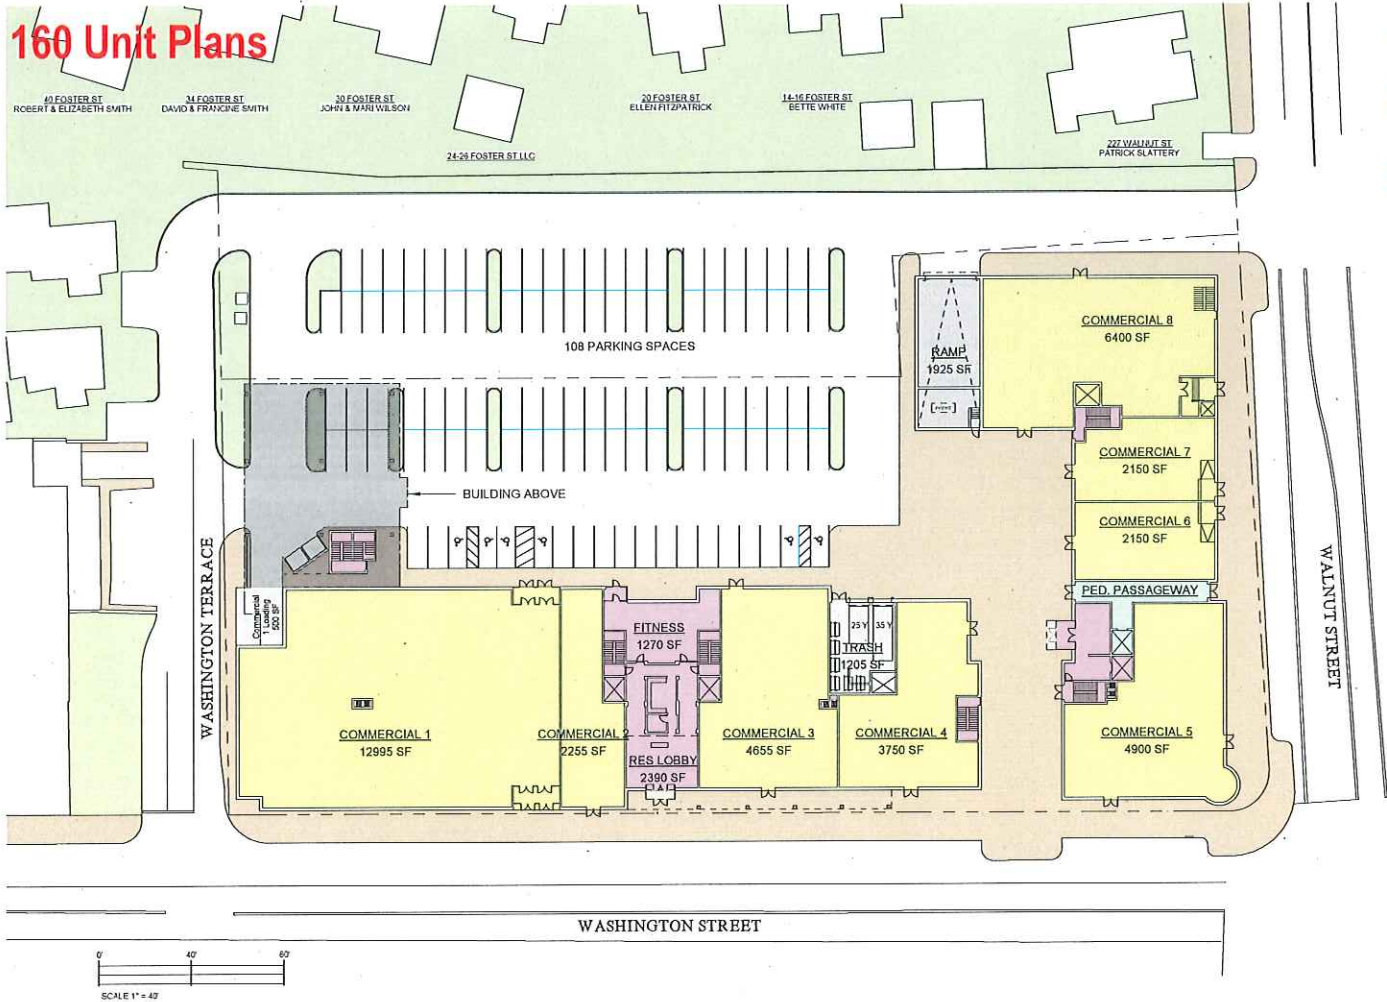 160 Unit Plans
40 FOSTER ST
ROBERT & ELIZABETH SMITH
34 FOSTER ST
DAVID & FRANCINE SMITH
30 FOSTER ST
JOHN & MARI WILSON
24-26 FOSTER ST LLC
20 FOSTER ST
ELLEN FITZPATRICK
14-16 FOSTER ST
BETTE WHITE
227 WALNUT ST
PATRICK SLATTERY
108 PARKING SPACES
RAMP
1925 SF
COMMERCIAL 8
6400 SF
COMMERCIAL 7
2150 SF
COMMERCIAL 6
2150 SF
BUILDING ABOVE
PED. PASSAGEWAY
WASHINGTON TERRACE
Commercial
1 Loading
500 SF
FITNESS
1270 SF
25 Y
35 Y
TRASH
1205 SF
COMMERCIAL 1
12995 SF
COMMERCIAL 2
2255 SF
RES LOBBY
2390 SF
COMMERCIAL 3
4655 SF
COMMERCIAL 4
3750 SF
COMMERCIAL 5
4900 SF
WALNUT STREET
WASHINGTON STREET
0'
40'
60'
SCALE 1" = 40'